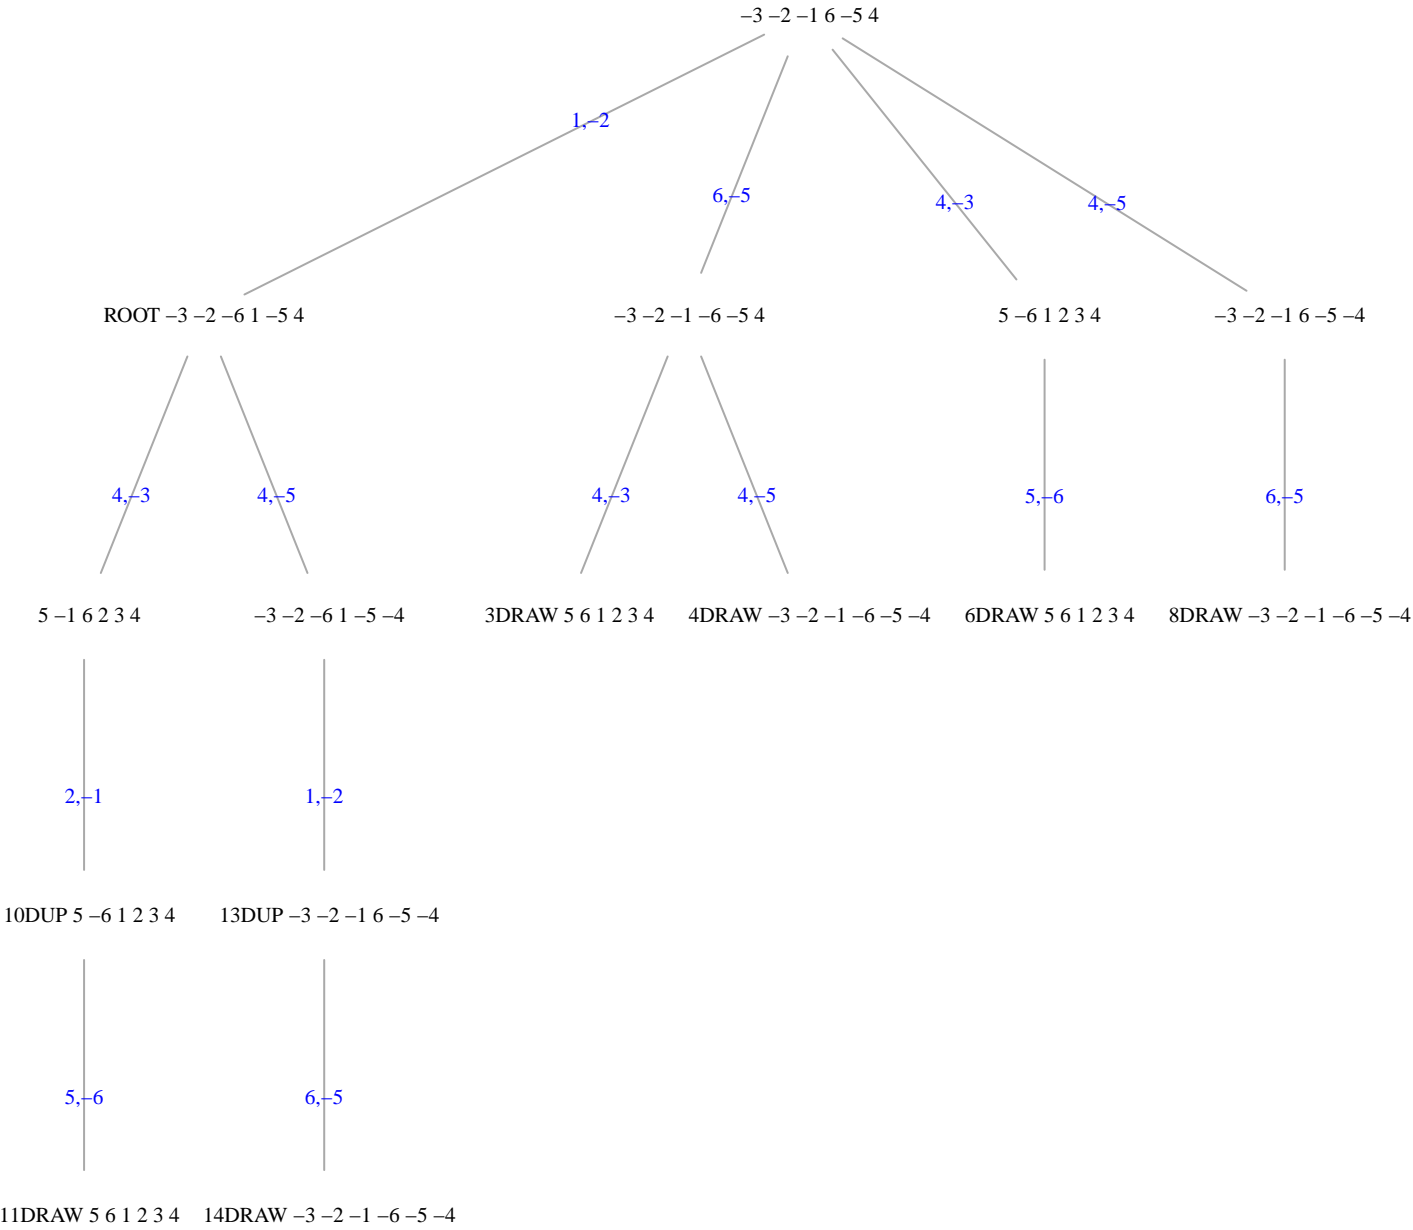 −3 −2 −1 6 −5 4
1,−2
6,−5
4,−3
4,−5
ROOT −3 −2 −6 1 −5 4
−3 −2 −1 −6 −5 4
5 −6 1 2 3 4
−3 −2 −1 6 −5 −4
4,−3
4,−5
4,−3
4,−5
5,−6
6,−5
5 −1 6 2 3 4
−3 −2 −6 1 −5 −4
3DRAW 5 6 1 2 3 4
4DRAW −3 −2 −1 −6 −5 −4
6DRAW 5 6 1 2 3 4
8DRAW −3 −2 −1 −6 −5 −4
2,−1
1,−2
10DUP 5 −6 1 2 3 4
13DUP −3 −2 −1 6 −5 −4
5,−6
6,−5
11DRAW 5 6 1 2 3 4
14DRAW −3 −2 −1 −6 −5 −4